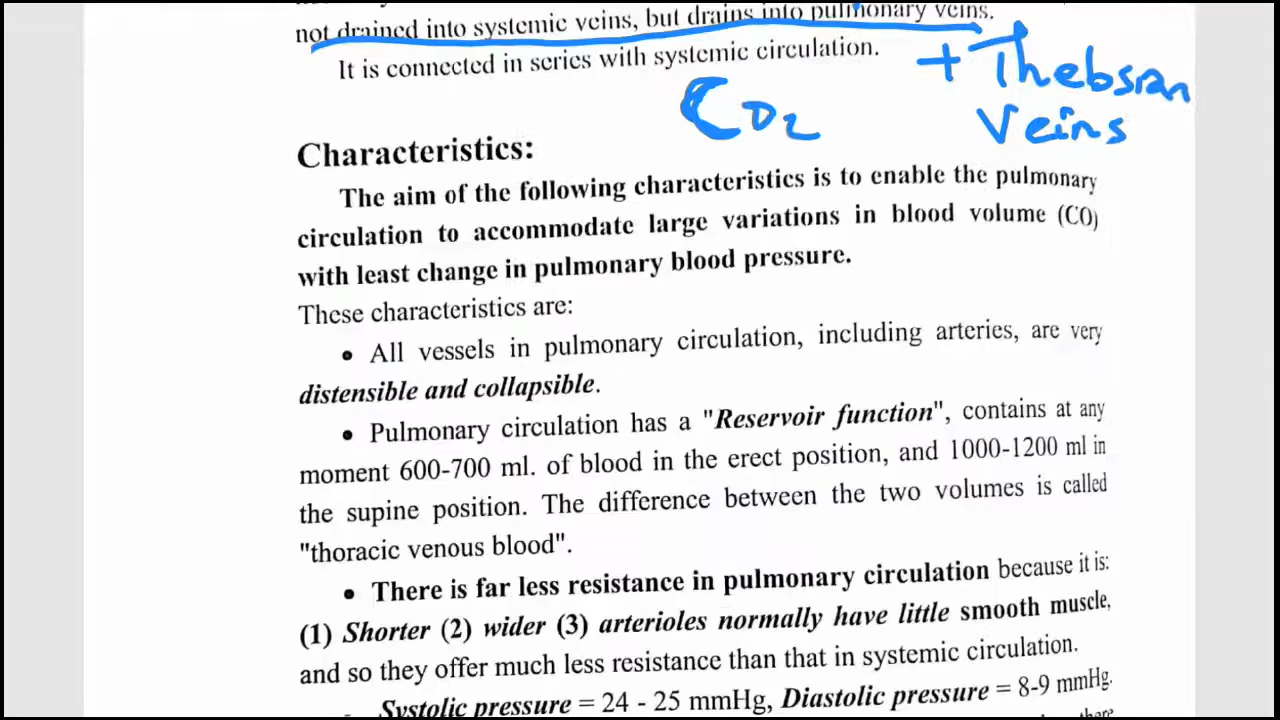 not drained into systemic veins, but drains into pulmonary veins.
It is connected in series with systemic circulation.
+ Thebsian
Veins
CO2
Characteristics:
The aim of the following characteristics is to enable the pulmonary
circulation to accommodate large variations in blood volume (CO)
with least change in pulmonary blood pressure.
These characteristics are:
• All vessels in pulmonary circulation, including arteries, are very
distensible and collapsible.
• Pulmonary circulation has a "Reservoir function", contains at any
moment 600-700 ml. of blood in the erect position, and 1000-1200 ml in
the supine position. The difference between the two volumes is called
"thoracic venous blood".
• There is far less resistance in pulmonary circulation because it is:
(1) Shorter (2) wider (3) arterioles normally have little smooth muscle,
and so they offer much less resistance than that in systemic circulation.
- Systolic pressure = 24 - 25 mmHg, Diastolic pressure = 8-9 mmHg.
there